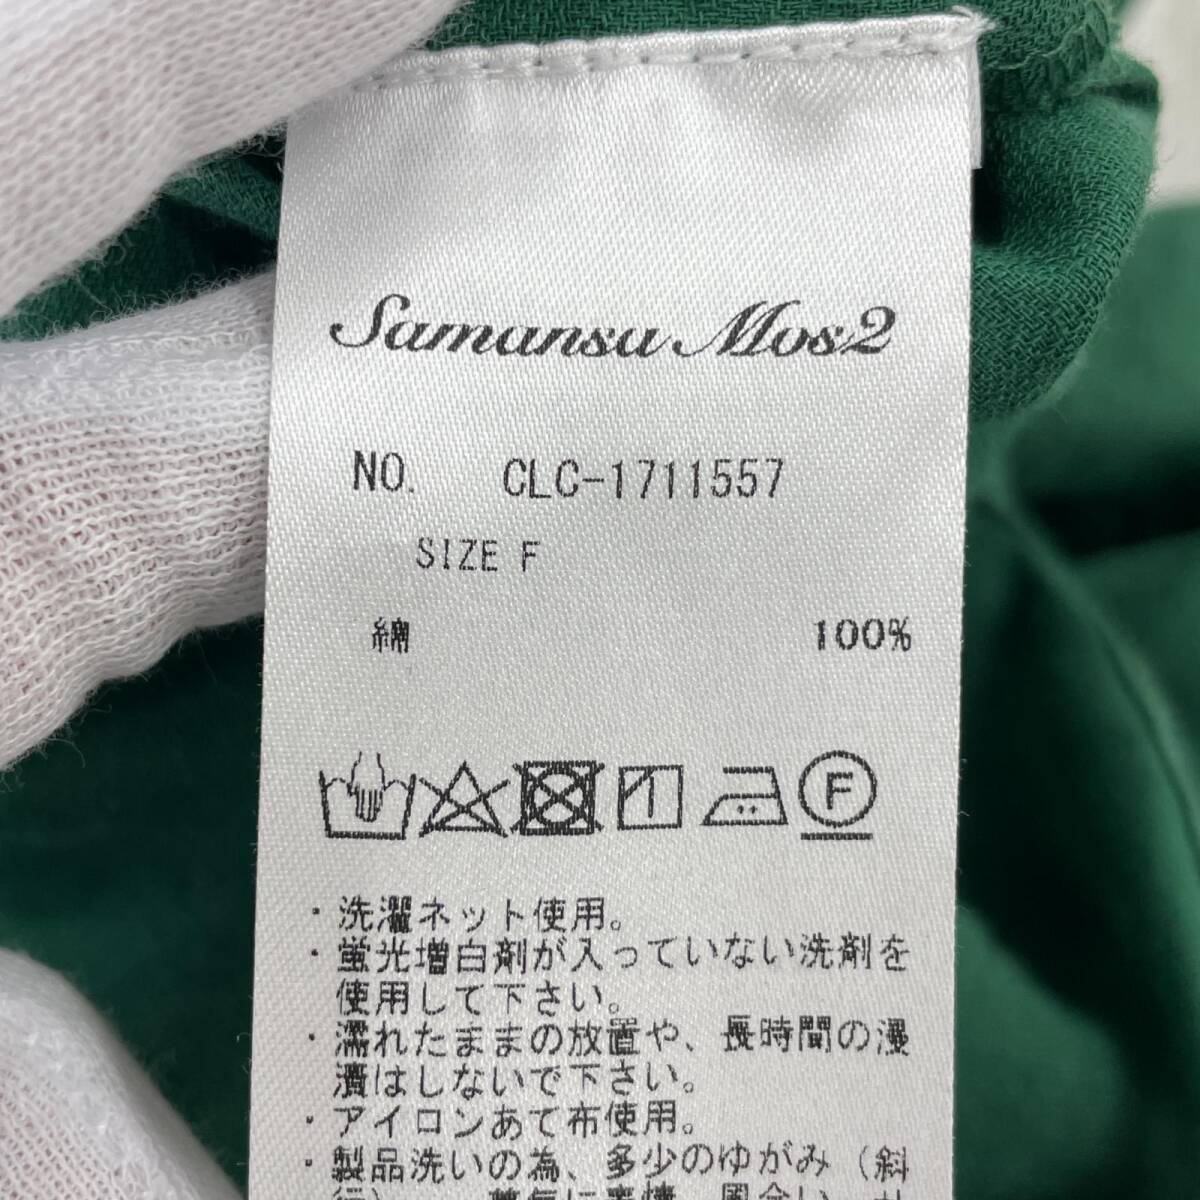 Samansa Mos2
NO. CLC-1711557
SIZE F
綿 100%
F
・洗濯ネット使用。
・蛍光増白剤が入っていない洗剤を
使用して下さい。
・濡れたままの放置や、長時間の浸
漬はしないで下さい。
・アイロンあて布使用。
・製品洗いの為、多少のゆがみ（斜
行）